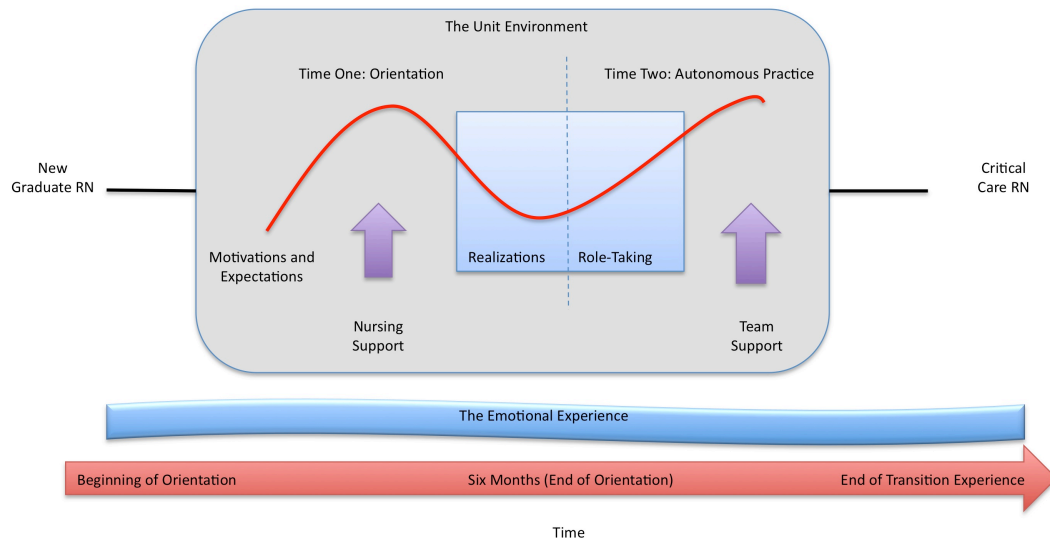 The Unit Environment
Time One: Orientation
Time Two: Autonomous Practice
New
Graduate RN
Critical
Care RN
Motivations and
Expectations
Realizations
Role-Taking
Nursing
Support
Team
Support
The Emotional Experience
Beginning of Orientation
Six Months (End of Orientation)
End of Transition Experience
Time